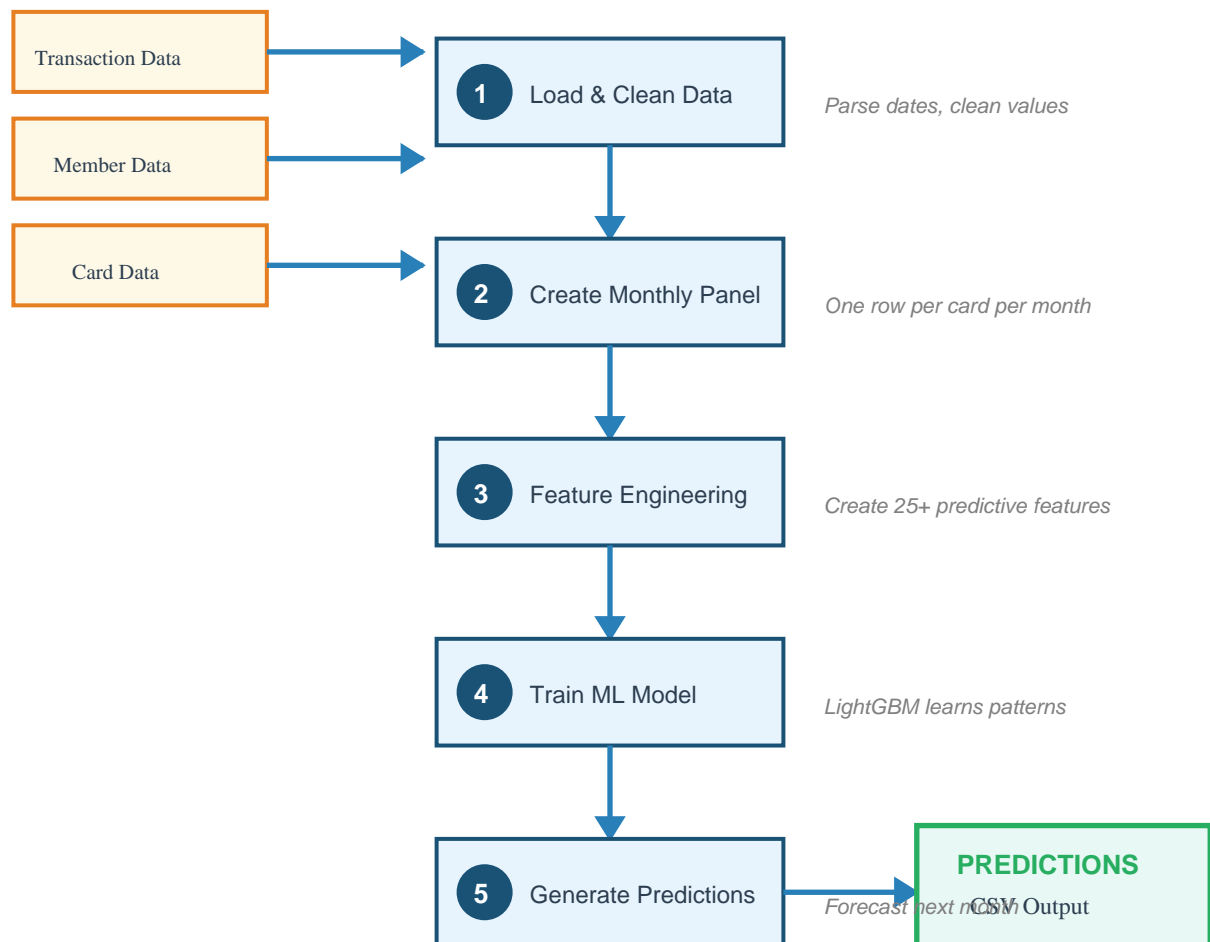 Transaction Data
1 Load & Clean Data
Parse dates, clean values
Member Data
Card Data
2 Create Monthly Panel
One row per card per month
3 Feature Engineering
Create 25+ predictive features
4 Train ML Model
LightGBM learns patterns
5 Generate Predictions
Forecast next month
PREDICTIONS
CSV Output